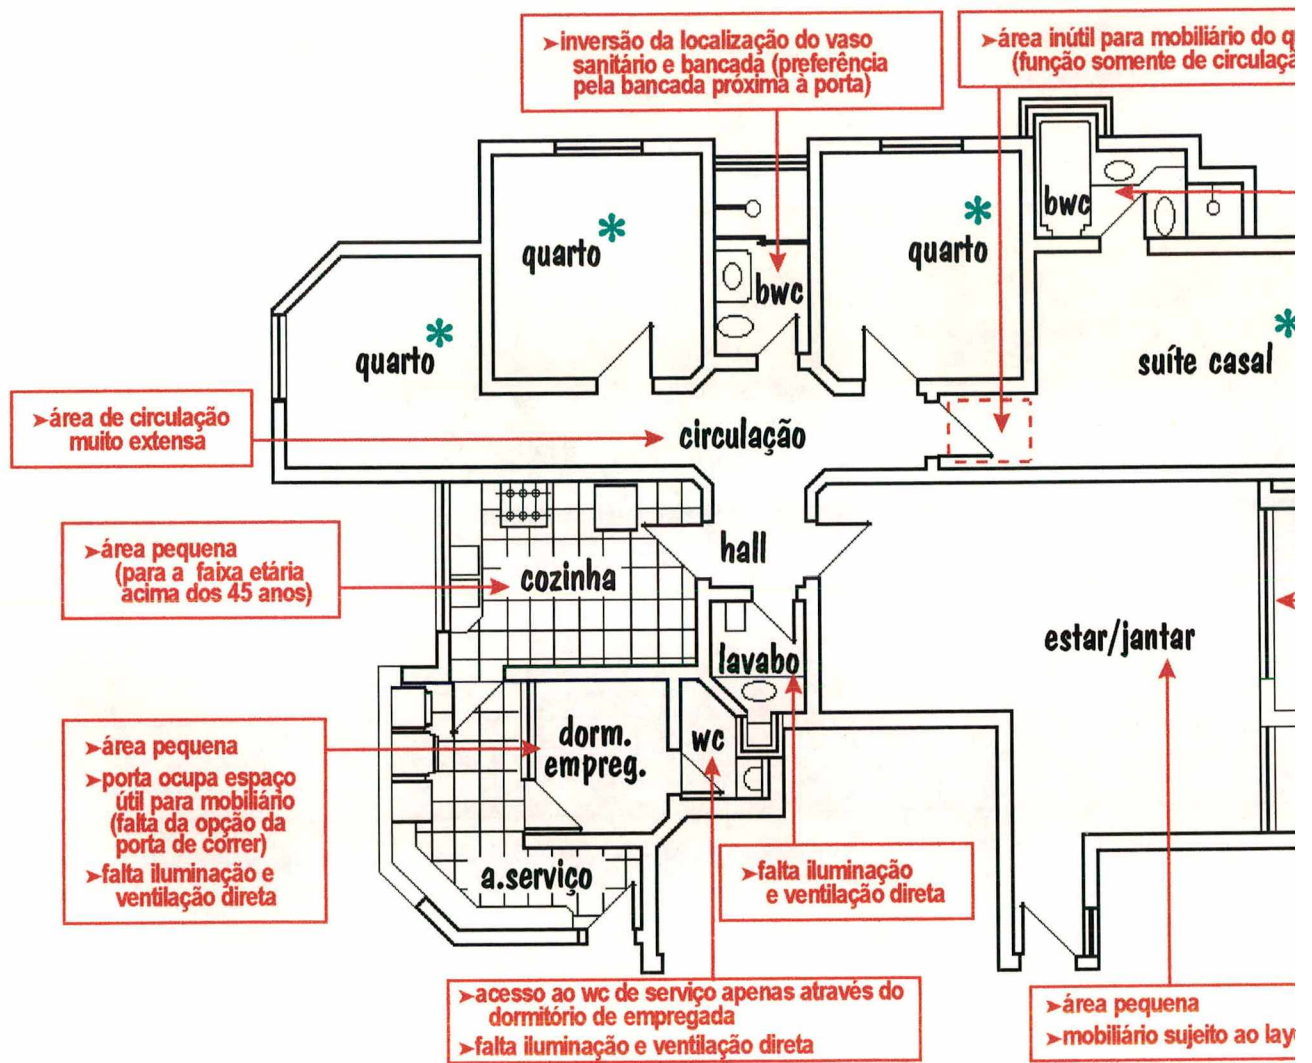 ➤inversão da localização do vaso
sanitário e bancada (preferência
pela bancada próxima à porta)
➤área inútil para mobiliário do
(função somente de
bwc
quarto *
quarto *
bwc
quarto *
suíte casal *
➤área de circulação
muito extensa
circulação
➤área pequena
(para a faixa etária
acima dos 45 anos)
hall
cozinha
estar/jantar
lavabo
➤área pequena
➤porta ocupa espaço
útil para mobiliário
(falta da opção da
porta de correr)
➤falta iluminação e
ventilação direta
dorm.
empreg.
wc
a.serviço
➤falta iluminação
e ventilação direta
➤acesso ao wc de serviço apenas através do
dormitório de empregada
➤falta iluminação e ventilação direta
➤área pequena
➤mobiliário sujeito ao